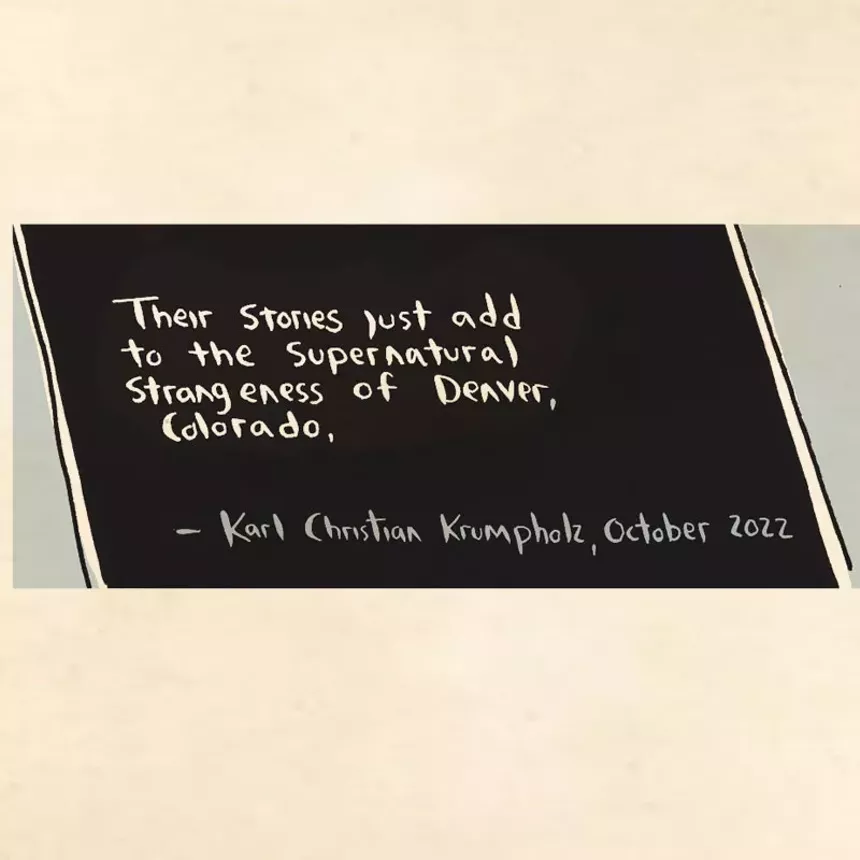 Their Stories just add
to the Supernatural
Strangeness of Denver,
Colorado,
– Karl Christian Krumpholz, October 2022